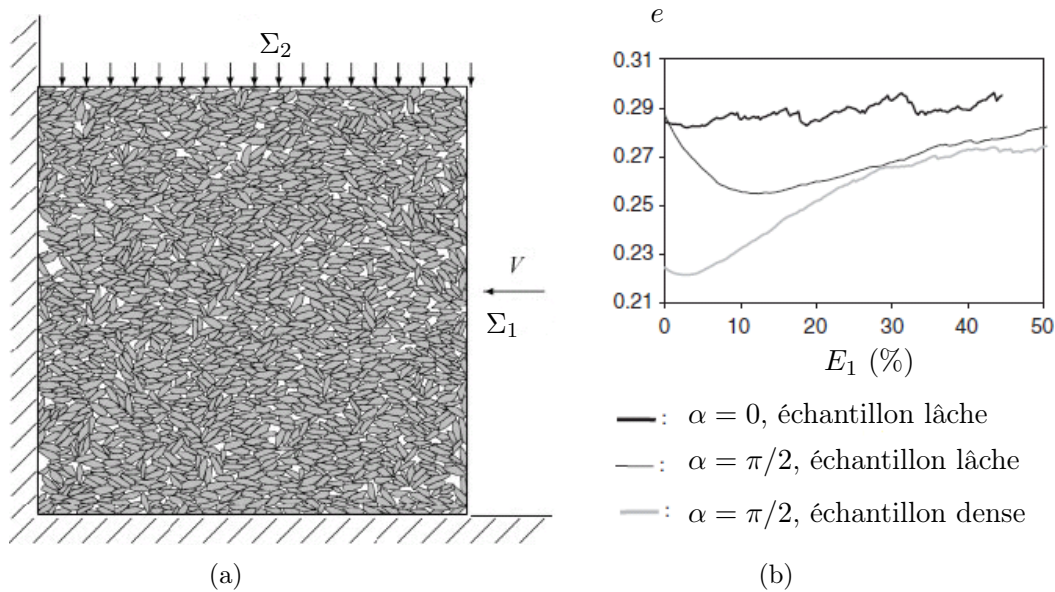 Σ₂
V
Σ₁
(a)
e
0.31
0.29
0.27
0.25
0.23
0.21
0 10 20 30 40 50
E₁ (%)
: α = 0, échantillon lâche
: α = π/2, échantillon lâche
: α = π/2, échantillon dense
(b)